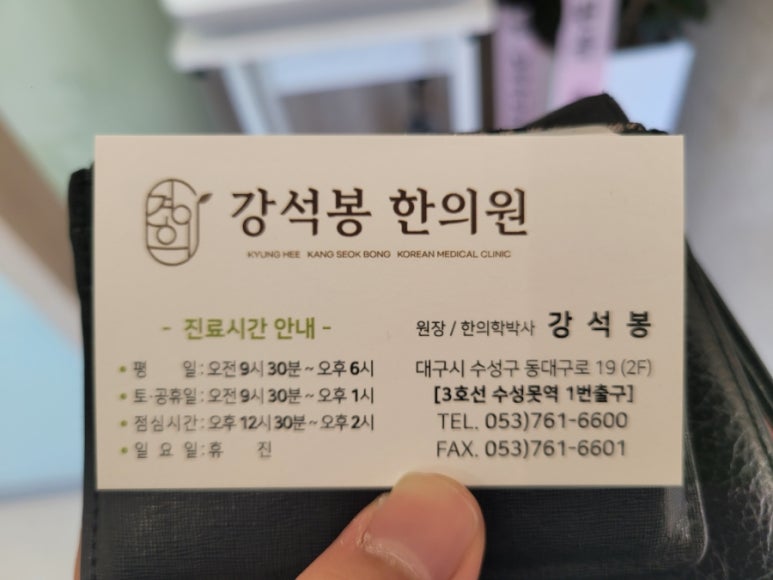 경희
강석봉 한의원
KYUNG HEE KANG SEOK BONG KOREAN MEDICAL CLINIC
- 진료시간 안내 -
• 평 일 : 오전 9시 30분 ~ 오후 6시
• 토·공휴일 : 오전 9시 30분 ~ 오후 1시
• 점심시간 : 오후 12시 30분 ~ 오후 2시
• 일 요 일 : 휴 진
원장 / 한의학박사 강 석 봉
대구시 수성구 동대구로 19 (2F)
[3호선 수성못역 1번출구]
TEL. 053)761-6600
FAX. 053)761-6601